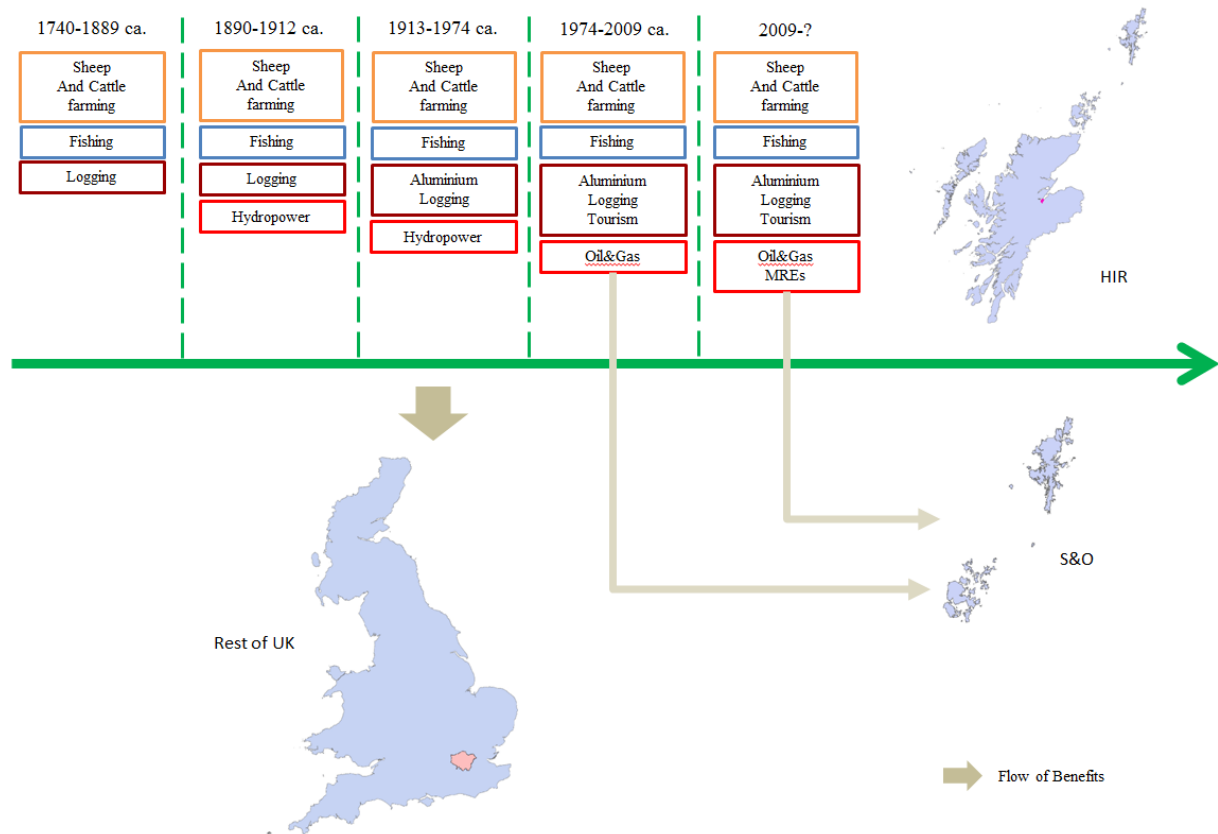 1740-1889 ca.
Sheep
And Cattle
farming
Fishing
Logging
1890-1912 ca.
Sheep
And Cattle
farming
Fishing
Logging
Hydropower
1913-1974 ca.
Sheep
And Cattle
farming
Fishing
Aluminium
Logging
Hydropower
1974-2009 ca.
Sheep
And Cattle
farming
Fishing
Aluminium
Logging
Tourism
Oil&Gas
2009-?
Sheep
And Cattle
farming
Fishing
Aluminium
Logging
Tourism
Oil&Gas
MREs
HIR
S&O
Rest of UK
Flow of Benefits